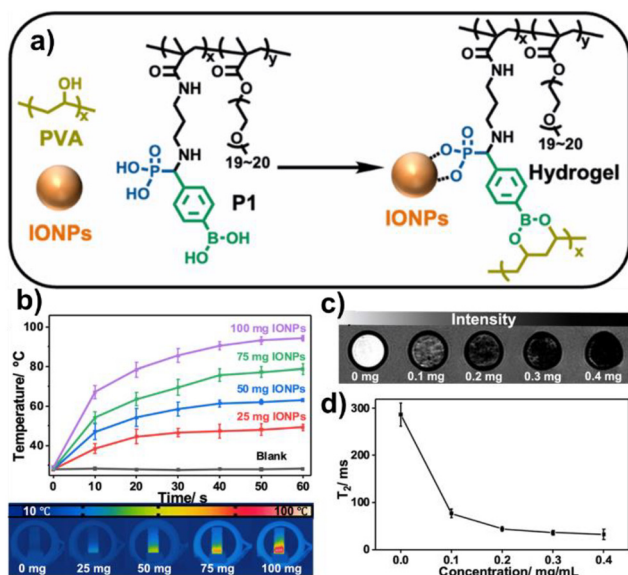 a)
OH
x
PVA
IONPs
x
y
O
NH
O
O
O
NH
19~20
O
HO-P
HO
P1
B-OH
HO
x
y
O
NH
O
O
O
NH
19~20
O
O
P
O
Hydrogel
IONPs
B-O
O
x
b)
100
80
60
40
Temperature/ °C
100 mg IONPs
75 mg IONPs
50 mg IONPs
25 mg IONPs
Blank
0 10 20 30 40 50 60
Time/ s
10 °C
100 °C
0 mg 25 mg 50 mg 75 mg 100 mg
c)
Intensity
0 mg 0.1 mg 0.2 mg 0.3 mg 0.4 mg
d)
300
200
100
0
T2/ ms
0.0 0.1 0.2 0.3 0.4
Concentration/ mg/mL